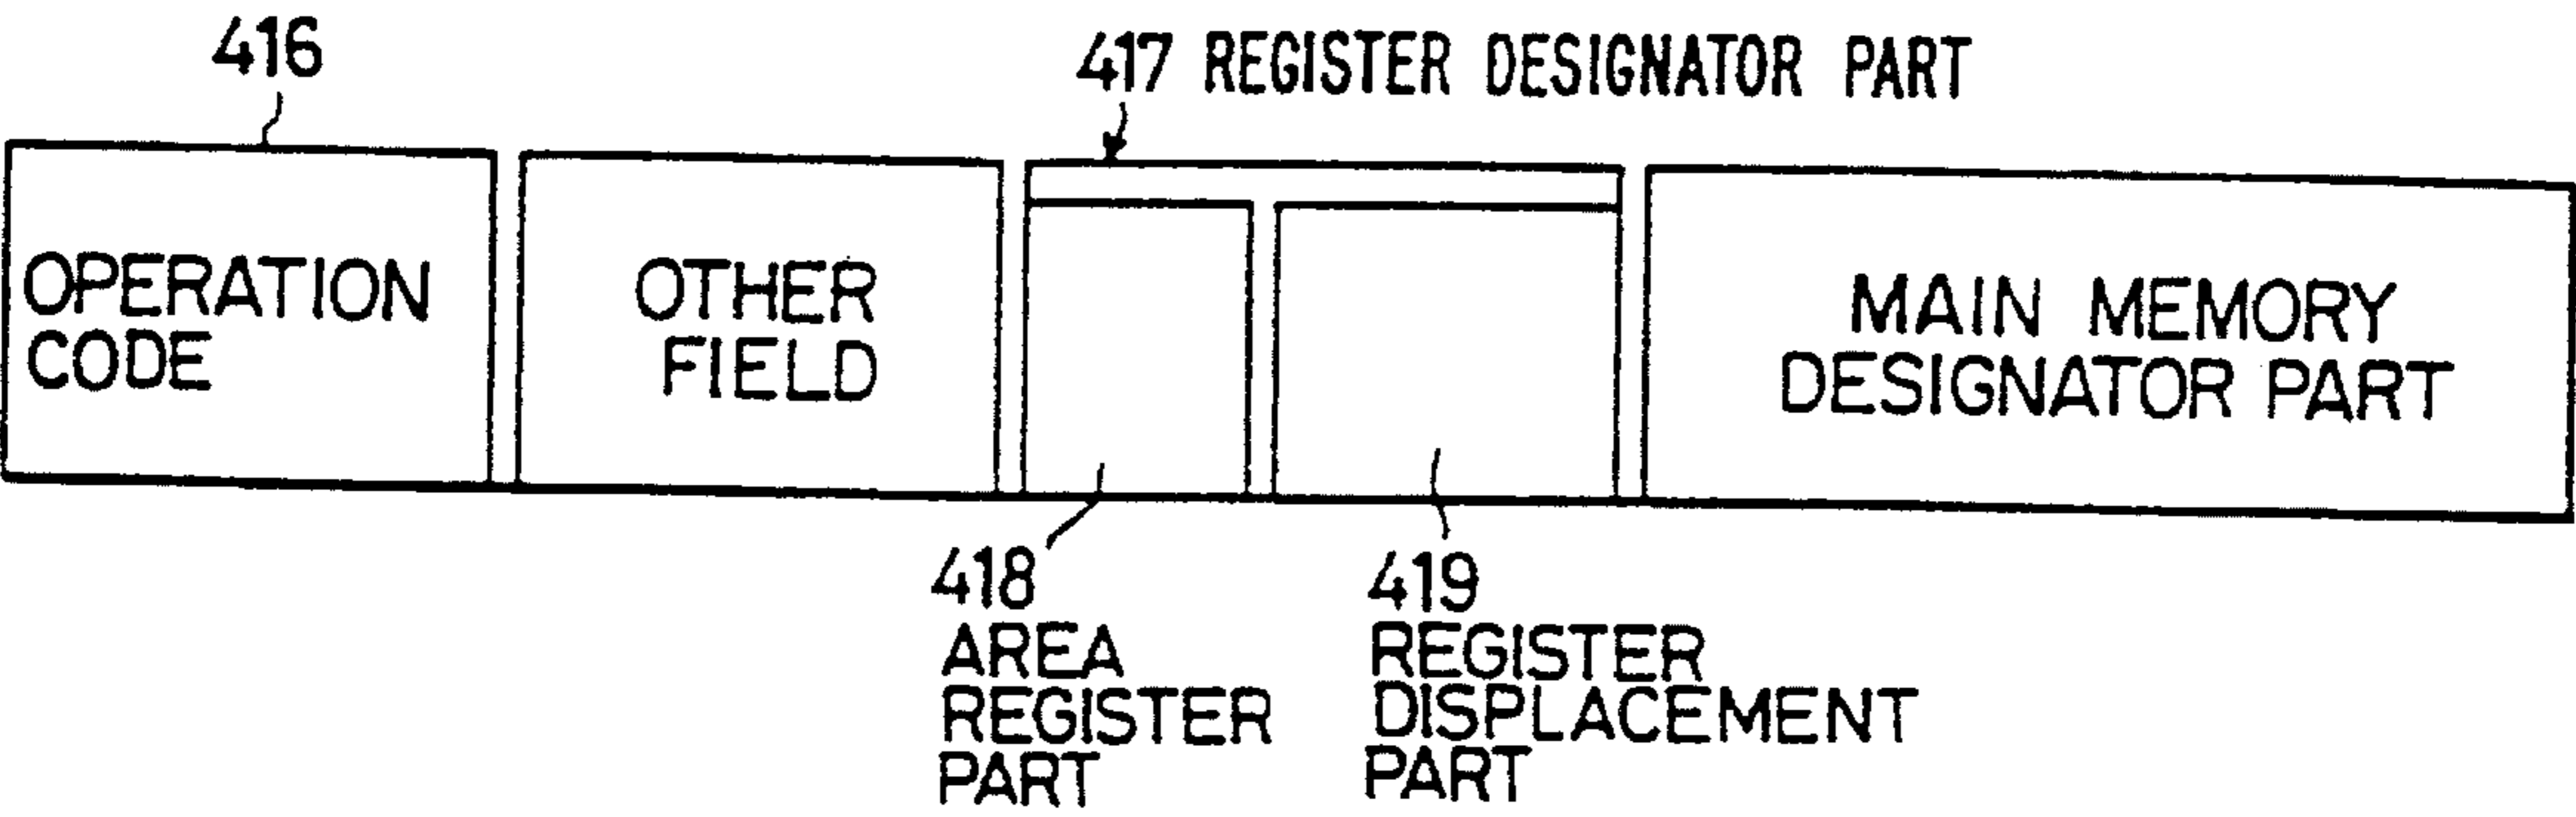 416
417 REGISTER DESIGNATOR PART
OPERATION
CODE
OTHER
FIELD
MAIN MEMORY
DESIGNATOR PART
418
AREA
REGISTER
PART
419
REGISTER
DISPLACEMENT
PART